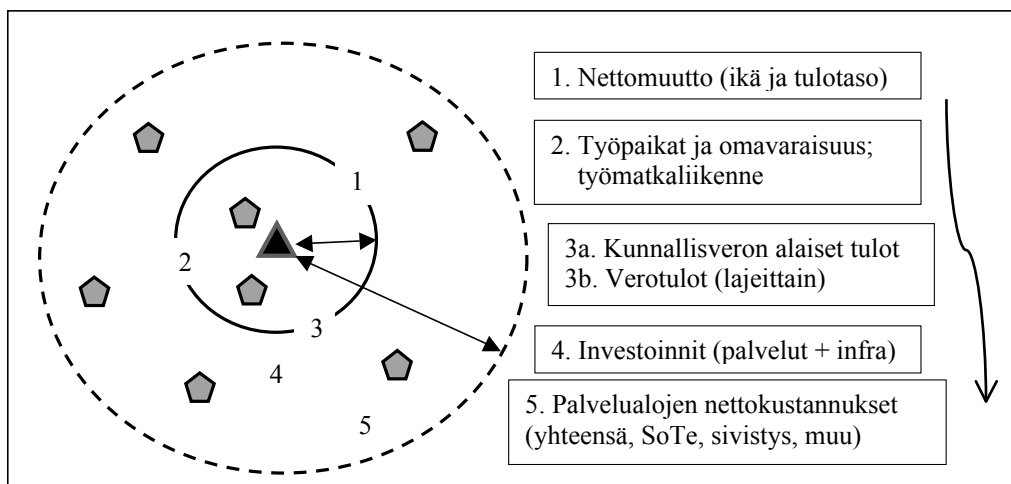 1
2
3
4
5
1. Nettomuutto (ikä ja tulotaso)
2. Työpaikat ja omavaraisuus;
työmatkaliikenne
3a. Kunnallisveron alaiset tulot
3b. Verotulot (lajeittain)
4. Investoinnit (palvelut + infra)
5. Palvelualojen nettokustannukset
(yhteensä, SoTe, sivistys, muu)